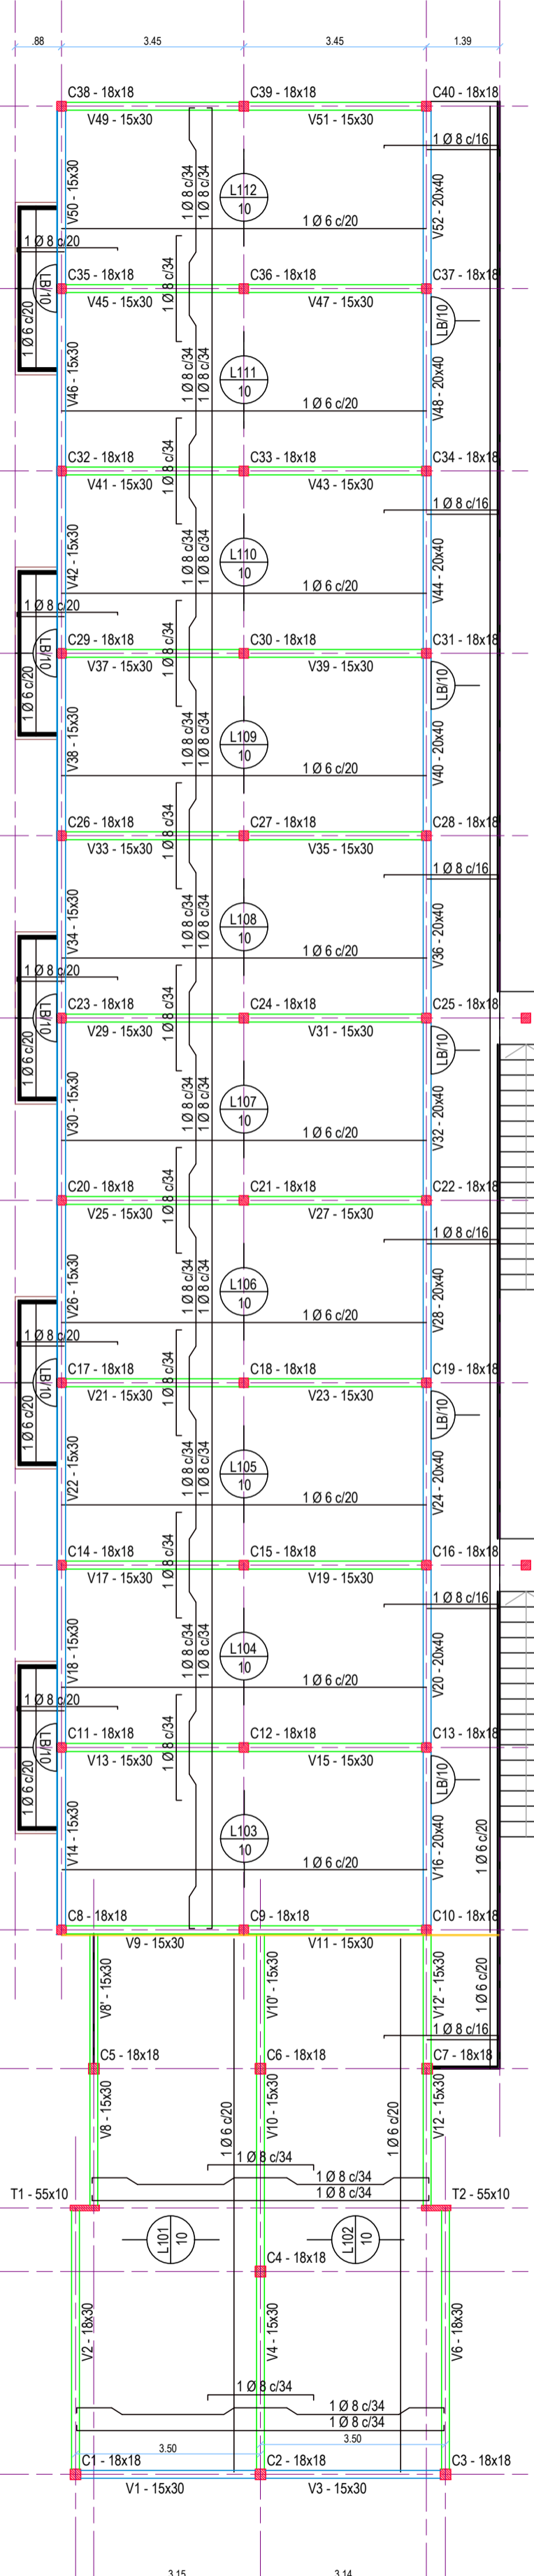 .88 3.45 3.45 1.39
C38 - 18x18 C39 - 18x18 C40 - 18x18
V49 - 15x30 V51 - 15x30
1 Ø 8 c/16
V50 - 15x30 1 Ø 8 c/34 1 Ø 8 c/34 L112 10 V52 - 20x40
1 Ø 6 c/20
1 Ø 8 c/20
LB/10 1 Ø 6 c/20 1 Ø 8 c/34
C35 - 18x18 C36 - 18x18 C37 - 18x18
V45 - 15x30 V47 - 15x30
LB/10
V46 - 15x30 1 Ø 8 c/34 1 Ø 8 c/34 L111 10 V48 - 20x40
1 Ø 6 c/20
1 Ø 8 c/34
C32 - 18x18 C33 - 18x18 C34 - 18x18
V41 - 15x30 V43 - 15x30
1 Ø 8 c/16
V42 - 15x30 1 Ø 8 c/34 1 Ø 8 c/34 L110 10 V44 - 20x40
1 Ø 6 c/20
1 Ø 8 c/20
LB/10 1 Ø 6 c/20 1 Ø 8 c/34
C29 - 18x18 C30 - 18x18 C31 - 18x18
V37 - 15x30 V39 - 15x30
LB/10
V38 - 15x30 1 Ø 8 c/34 1 Ø 8 c/34 L109 10 V40 - 20x40
1 Ø 6 c/20
1 Ø 8 c/34
C26 - 18x18 C27 - 18x18 C28 - 18x18
V33 - 15x30 V35 - 15x30
1 Ø 8 c/16
V34 - 15x30 1 Ø 8 c/34 1 Ø 8 c/34 L108 10 V36 - 20x40
1 Ø 6 c/20
1 Ø 8 c/20
LB/10 1 Ø 6 c/20 1 Ø 8 c/34
C23 - 18x18 C24 - 18x18 C25 - 18x18
V29 - 15x30 V31 - 15x30
LB/10
V30 - 15x30 1 Ø 8 c/34 1 Ø 8 c/34 L107 10 V32 - 20x40
1 Ø 6 c/20
1 Ø 8 c/34
C20 - 18x18 C21 - 18x18 C22 - 18x18
V25 - 15x30 V27 - 15x30
1 Ø 8 c/16
V26 - 15x30 1 Ø 8 c/34 1 Ø 8 c/34 L106 10 V28 - 20x40
1 Ø 6 c/20
1 Ø 8 c/20
LB/10 1 Ø 6 c/20 1 Ø 8 c/34
C17 - 18x18 C18 - 18x18 C19 - 18x18
V21 - 15x30 V23 - 15x30
LB/10
V22 - 15x30 1 Ø 8 c/34 1 Ø 8 c/34 L105 10 V24 - 20x40
1 Ø 6 c/20
1 Ø 8 c/34
C14 - 18x18 C15 - 18x18 C16 - 18x18
V17 - 15x30 V19 - 15x30
1 Ø 8 c/16
V18 - 15x30 1 Ø 8 c/34 1 Ø 8 c/34 L104 10 V20 - 20x40
1 Ø 6 c/20
1 Ø 8 c/20
LB/10 1 Ø 6 c/20 1 Ø 8 c/34
C11 - 18x18 C12 - 18x18 C13 - 18x18
V13 - 15x30 V15 - 15x30
LB/10
V14 - 15x30 L103 10 V16 - 20x40 1 Ø 6 c/20
1 Ø 6 c/20
C8 - 18x18 C9 - 18x18 C10 - 18x18
V9 - 15x30 V11 - 15x30
V8' - 15x30 V10' - 15x30 V12' - 15x30 1 Ø 6 c/20
1 Ø 8 c/16
C5 - 18x18 C6 - 18x18 C7 - 18x18
V8 - 15x30 1 Ø 6 c/20 V10 - 15x30 1 Ø 6 c/20 V12 - 15x30
1 Ø 8 c/34
1 Ø 8 c/34
1 Ø 8 c/34
T1 - 55x10 T2 - 55x10
L101 10 L102 10
C4 - 18x18
V2 - 18x30 V4 - 15x30 V6 - 18x30
1 Ø 8 c/34
1 Ø 8 c/34
1 Ø 8 c/34
3.50 3.50
C1 - 18x18 C2 - 18x18 C3 - 18x18
V1 - 15x30 V3 - 15x30
3.15 3.14